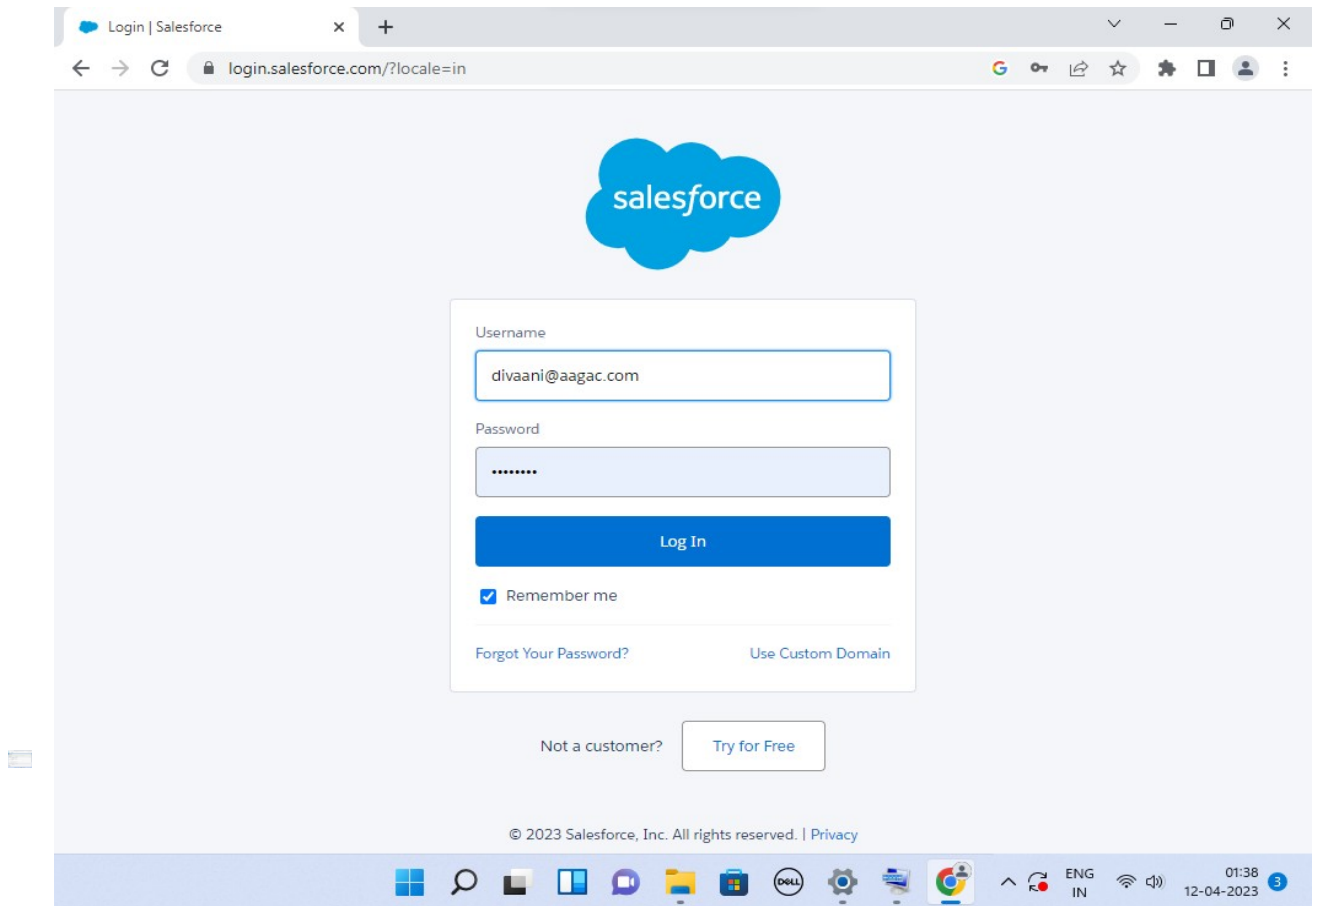 Login | Salesforce
login.salesforce.com/?locale=in
salesforce
Username
divaani@aagac.com
Password
••••••••
Log In
Remember me
Forgot Your Password? Use Custom Domain
Not a customer? Try for Free
© 2023 Salesforce, Inc. All rights reserved. | Privacy
DELL
ENG
IN
01:38
12-04-2023
3